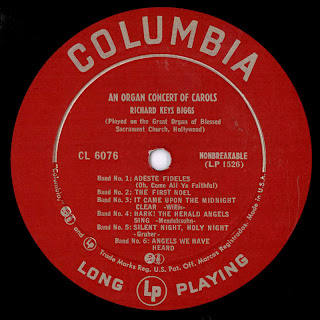 COLUMBIA
AN ORGAN CONCERT OF CAROLS
RICHARD KEYS BIGGS
(Played on the Great Organ of Blessed
Sacrament Church, Hollywood)
CL 6076
NONBREAKABLE
(LP 1526)
Band No. 1: ADESTE FIDELES
(Oh, Come All Ye Faithful)
Band No. 2: THE FIRST NOEL
Band No. 3: IT CAME UPON THE MIDNIGHT
CLEAR -Willis-
Band No. 4: HARK! THE HERALD ANGELS
SING -Mendelssohn-
Band No. 5: SILENT NIGHT, HOLY NIGHT
-Gruber-
Band No. 6: ANGELS WE HAVE
HEARD
"Columbia," Trade Marks Reg. U.S. Pat. Off. Marcas Registradas. Made in U.S.A.
LONG LP PLAYING